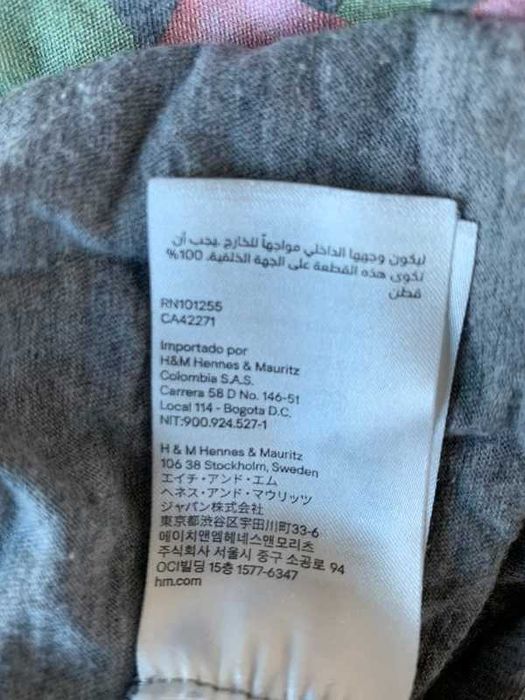 ليكون وجهها الداخلي مواجهاً للخارج .يجب أن
تكوى هذه القطعة على الجهة الخلفية. 100%
قطن
RN101255
CA42271
Importado por
H&M Hennes & Mauritz
Colombia S.A.S.
Carrera 58 D No. 146-51
Local 114 - Bogota D.C.
NIT:900.924.527-1
H & M Hennes & Mauritz
106 38 Stockholm, Sweden
エイチ・アンド・エム
ヘネス・アンド・マウリッツ
ジャパン株式会社
東京都渋谷区宇田川町33-6
에이치앤엠헤네스앤모리츠
주식회사 서울시 중구 소공로 94
OCI빌딩 15층 1577-6347
hm.com